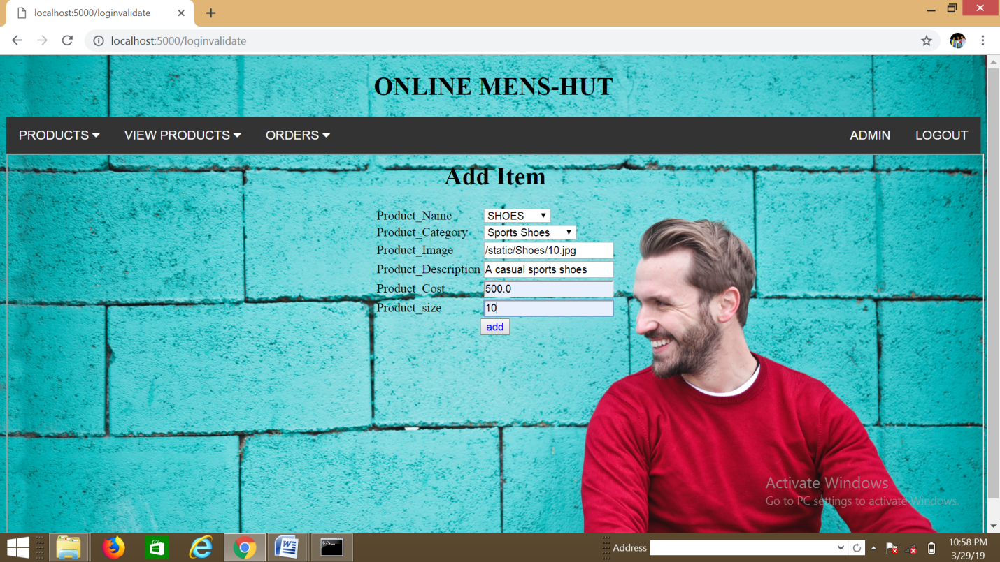 localhost:5000/loginvalidate
localhost:5000/loginvalidate
ONLINE MENS-HUT
PRODUCTS VIEW PRODUCTS ORDERS ADMIN LOGOUT
Add Item
Product_Name SHOES
Product_Category Sports Shoes
Product_Image /static/Shoes/10.jpg
Product_Description A casual sports shoes
Product_Cost 500.0
Product_size 10
add
Activate Windows
Go to PC settings to activate Windows.
Address
10:58 PM
3/29/19